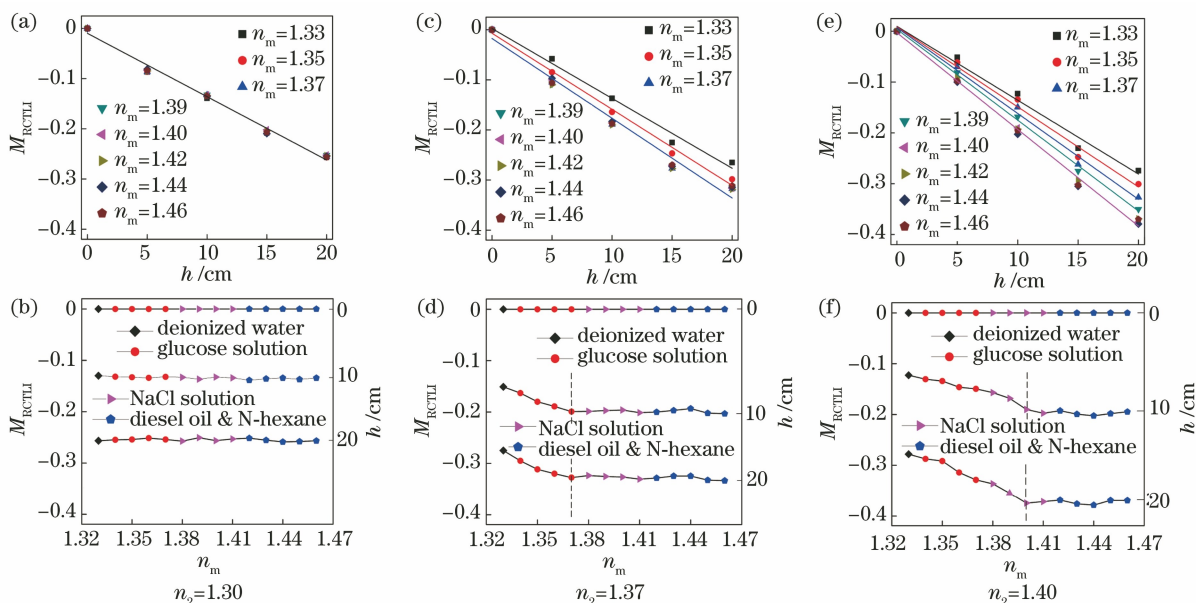 (a)
0
−0.1
−0.2
−0.3
−0.4
M_RCTLI
n_m=1.33
n_m=1.35
n_m=1.37
n_m=1.39
n_m=1.40
n_m=1.42
n_m=1.44
n_m=1.46
0 5 10 15 20
h /cm
(c)
0
−0.1
−0.2
−0.3
−0.4
M_RCTLI
n_m=1.33
n_m=1.35
n_m=1.37
n_m=1.39
n_m=1.40
n_m=1.42
n_m=1.44
n_m=1.46
0 5 10 15 20
h /cm
(e)
0
−0.1
−0.2
−0.3
−0.4
M_RCTLI
n_m=1.33
n_m=1.35
n_m=1.37
n_m=1.39
n_m=1.40
n_m=1.42
n_m=1.44
n_m=1.46
0 5 10 15 20
h /cm
(b)
0
−0.1
−0.2
−0.3
−0.4
M_RCTLI
deionized water
glucose solution
NaCl solution
diesel oil & N-hexane
0
10
20
h /cm
1.32 1.35 1.38 1.41 1.44 1.47
n_m
n_2=1.30
(d)
0
−0.1
−0.2
−0.3
−0.4
M_RCTLI
deionized water
glucose solution
NaCl solution
diesel oil & N-hexane
0
10
20
h /cm
1.32 1.35 1.38 1.41 1.44 1.47
n_m
n_2=1.37
(f)
0
−0.1
−0.2
−0.3
−0.4
M_RCTLI
deionized water
glucose solution
NaCl solution
diesel oil & N-hexane
0
10
20
h /cm
1.32 1.35 1.38 1.41 1.44 1.47
n_m
n_2=1.40